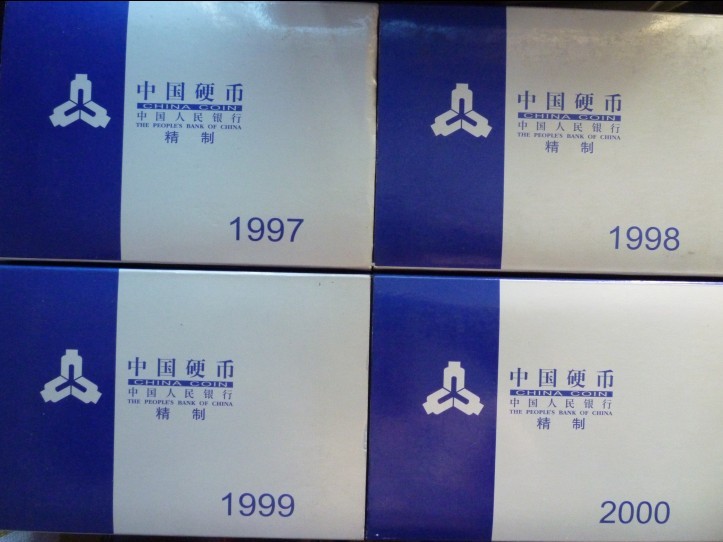 中国硬币
CHINA COIN
中国人民银行
THE PEOPLE'S BANK OF CHINA
精制
1997
中国硬币
CHINA COIN
中国人民银行
THE PEOPLE'S BANK OF CHINA
精制
1998
中国硬币
CHINA COIN
中国人民银行
THE PEOPLE'S BANK OF CHINA
精制
1999
中国硬币
CHINA COIN
中国人民银行
THE PEOPLE'S BANK OF CHINA
精制
2000